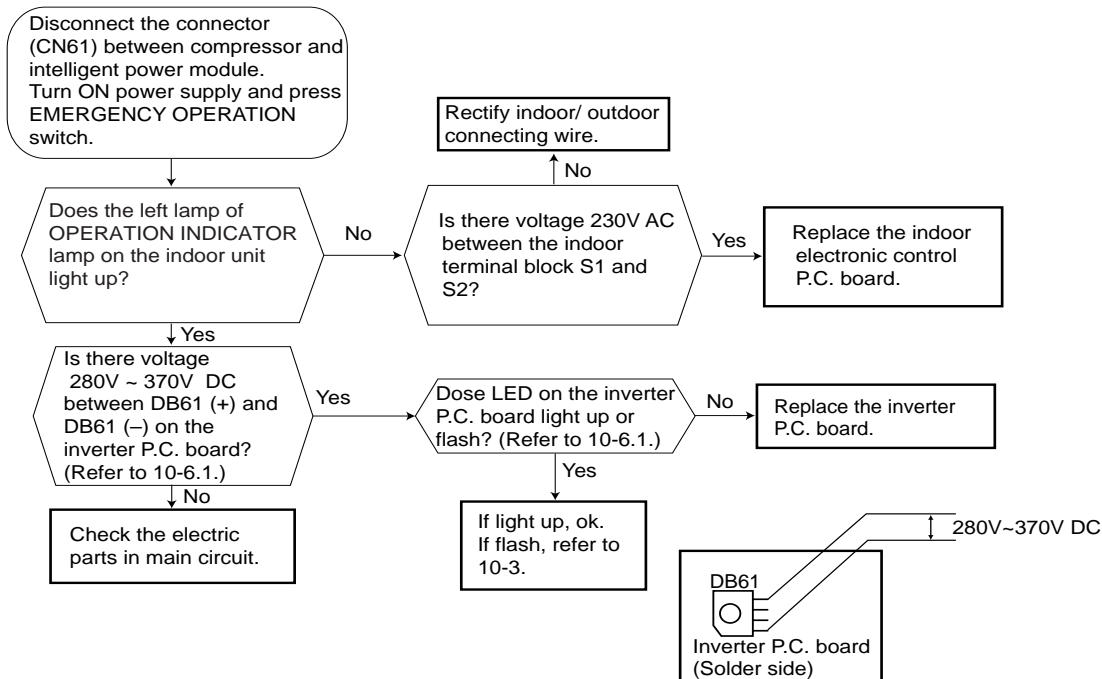 Disconnect the connector
(CN61) between compressor and
intelligent power module.
Turn ON power supply and press
EMERGENCY OPERATION
switch.
Rectify indoor/ outdoor
connecting wire.
No
Does the left lamp of
OPERATION INDICATOR
lamp on the indoor unit
light up?
No
Is there voltage 230V AC
between the indoor
terminal block S1 and
S2?
Yes
Replace the indoor
electronic control
P.C. board.
Yes
Is there voltage
280V ~ 370V DC
between DB61 (+) and
DB61 (–) on the
inverter P.C. board?
(Refer to 10-6.1.)
Yes
Dose LED on the inverter
P.C. board light up or
flash? (Refer to 10-6.1.)
No
Replace the inverter
P.C. board.
No
Check the electric
parts in main circuit.
Yes
If light up, ok.
If flash, refer to
10-3.
280V~370V DC
DB61
Inverter P.C. board
(Solder side)